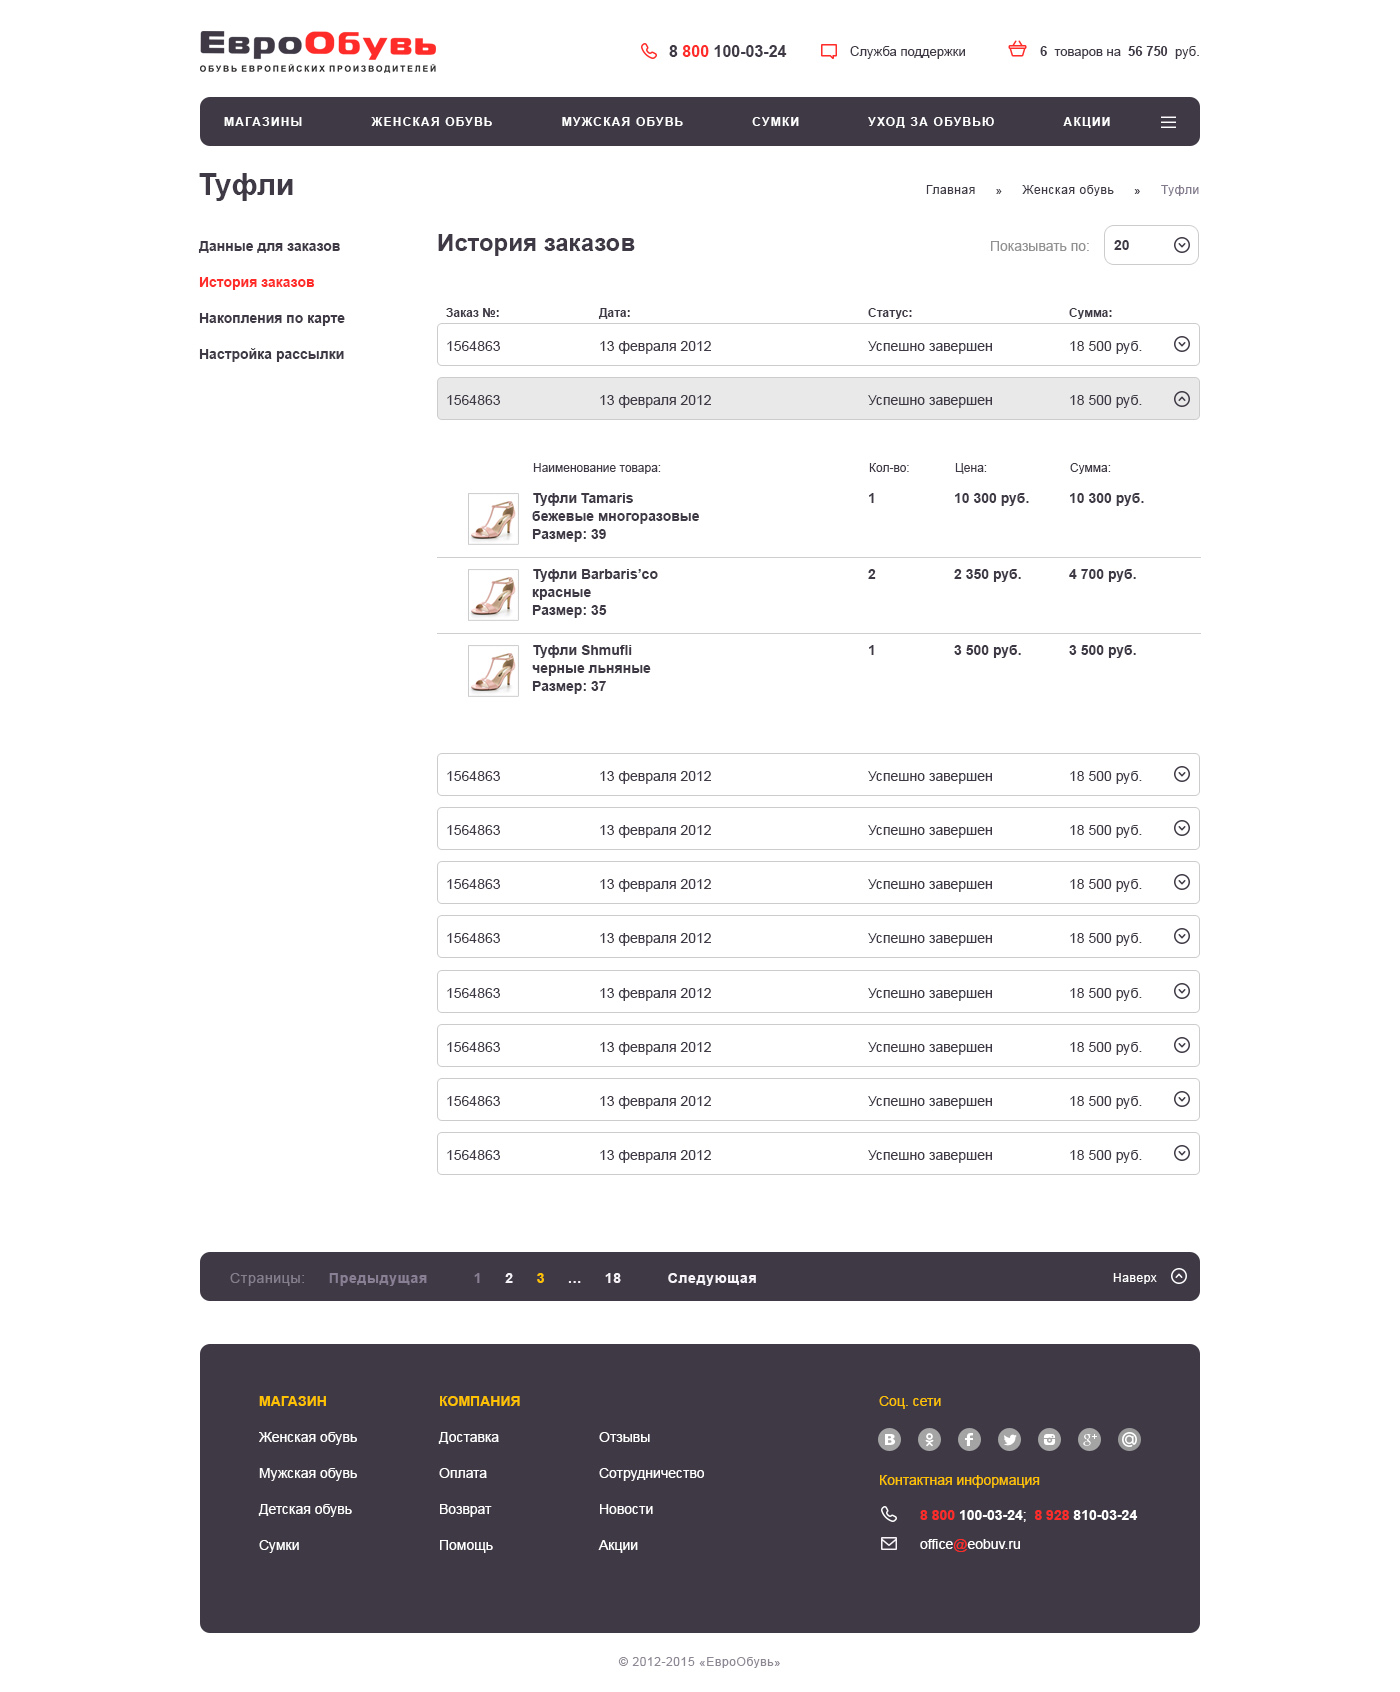 ЕвроОбувь
ОБУВЬ ЕВРОПЕЙСКИХ ПРОИЗВОДИТЕЛЕЙ
8 800 100-03-24
Служба поддержки
6 товаров на 56 750 руб.
МАГАЗИНЫ ЖЕНСКАЯ ОБУВЬ МУЖСКАЯ ОБУВЬ СУМКИ УХОД ЗА ОБУВЬЮ АКЦИИ
Туфли
Главная » Женская обувь » Туфли
Данные для заказов
История заказов
Накопления по карте
Настройка рассылки
История заказов
Показывать по: 20
Заказ №: Дата: Статус: Сумма:
1564863 13 февраля 2012 Успешно завершен 18 500 руб.
1564863 13 февраля 2012 Успешно завершен 18 500 руб.
Наименование товара: Кол-во: Цена: Сумма:
Туфли Tamaris 1 10 300 руб. 10 300 руб.
бежевые многоразовые
Размер: 39
Туфли Barbaris’co 2 2 350 руб. 4 700 руб.
красные
Размер: 35
Туфли Shmufli 1 3 500 руб. 3 500 руб.
черные льняные
Размер: 37
1564863 13 февраля 2012 Успешно завершен 18 500 руб.
1564863 13 февраля 2012 Успешно завершен 18 500 руб.
1564863 13 февраля 2012 Успешно завершен 18 500 руб.
1564863 13 февраля 2012 Успешно завершен 18 500 руб.
1564863 13 февраля 2012 Успешно завершен 18 500 руб.
1564863 13 февраля 2012 Успешно завершен 18 500 руб.
1564863 13 февраля 2012 Успешно завершен 18 500 руб.
1564863 13 февраля 2012 Успешно завершен 18 500 руб.
Страницы: Предыдущая 1 2 3 ... 18 Следующая Наверх
МАГАЗИН
Женская обувь
Мужская обувь
Детская обувь
Сумки
КОМПАНИЯ
Доставка
Оплата
Возврат
Помощь
Отзывы
Сотрудничество
Новости
Акции
Соц. сети
Контактная информация
8 800 100-03-24; 8 928 810-03-24
office@eobuv.ru
© 2012-2015 «ЕвроОбувь»